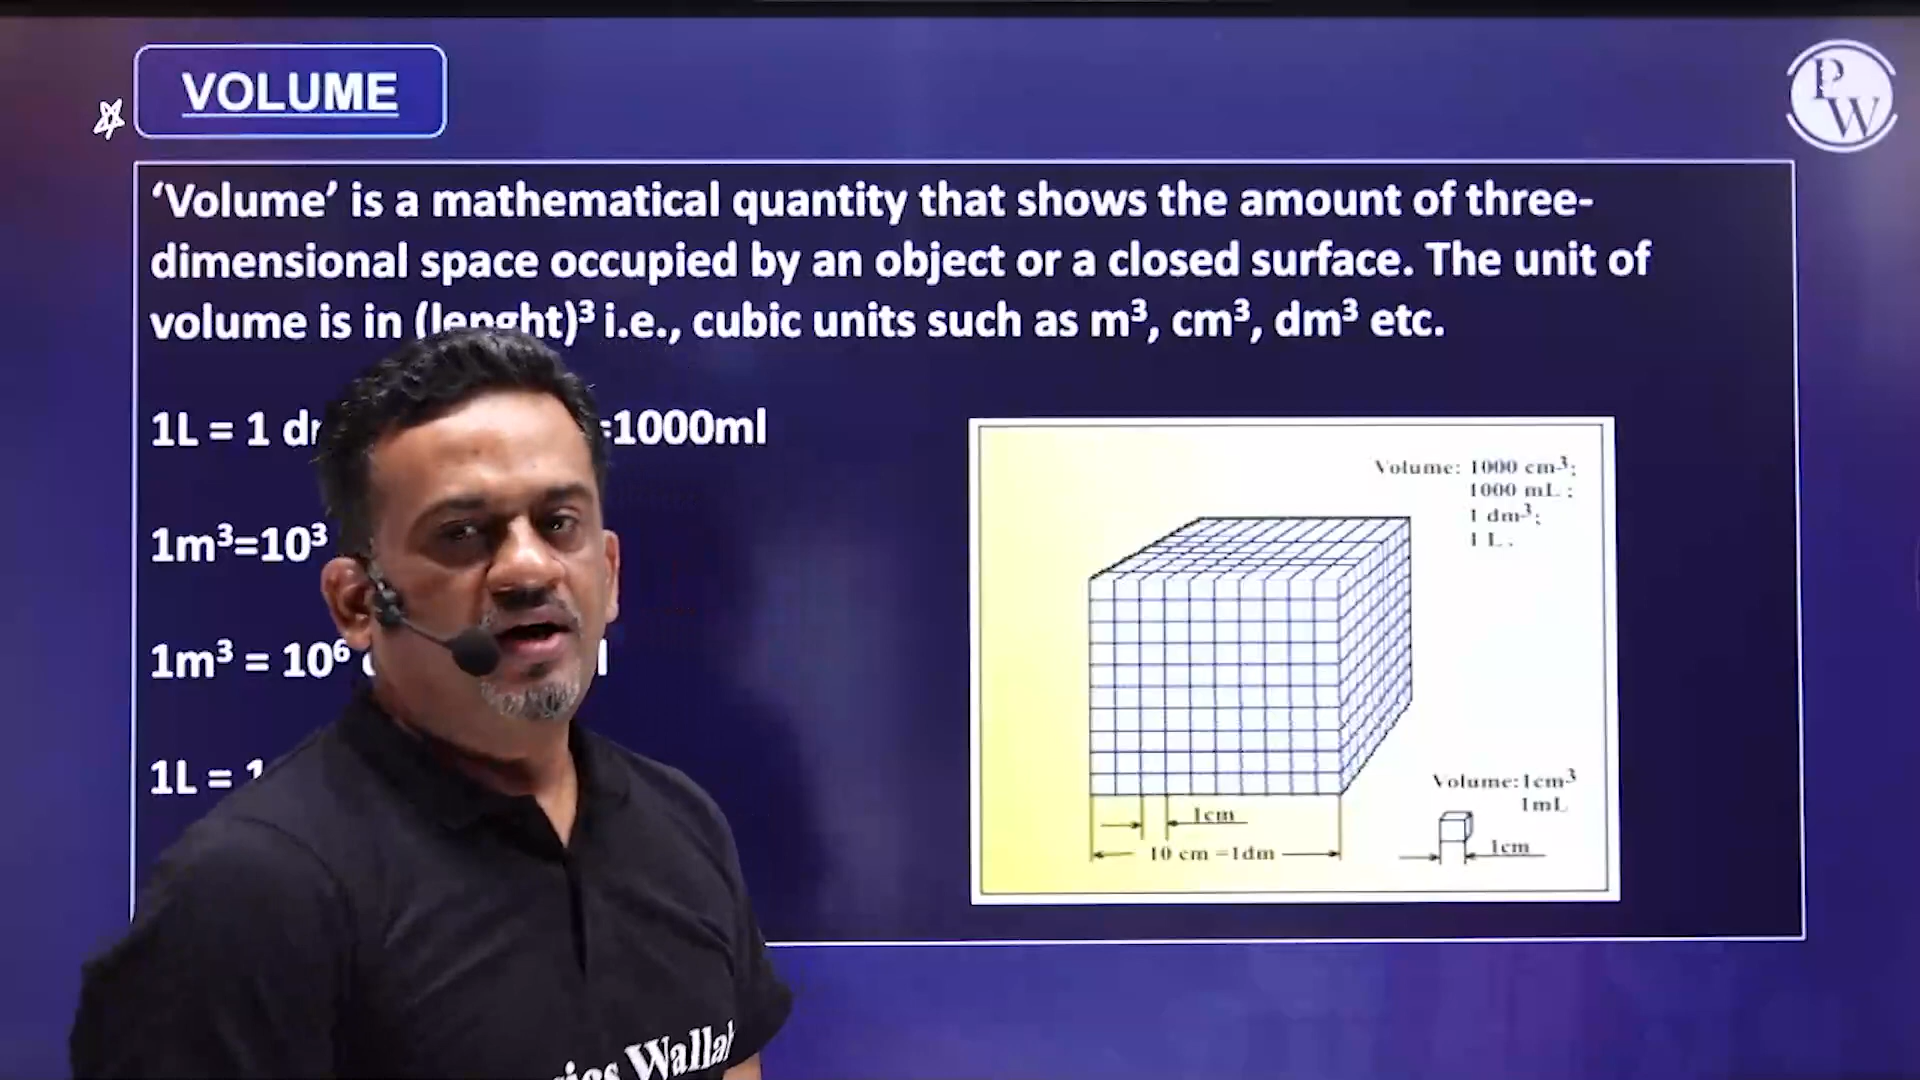 VOLUME
PW
‘Volume’ is a mathematical quantity that shows the amount of three-
dimensional space occupied by an object or a closed surface. The unit of
volume is in (lenght)³ i.e., cubic units such as m³, cm³, dm³ etc.
1L = 1 =1000ml
1m³=10³
1m³ = 10⁶
1L =
Volume: 1000 cm³;
1000 mL ;
1 dm³;
1 L .
1cm
10 cm =1dm
Volume:1cm³
1mL
1cm